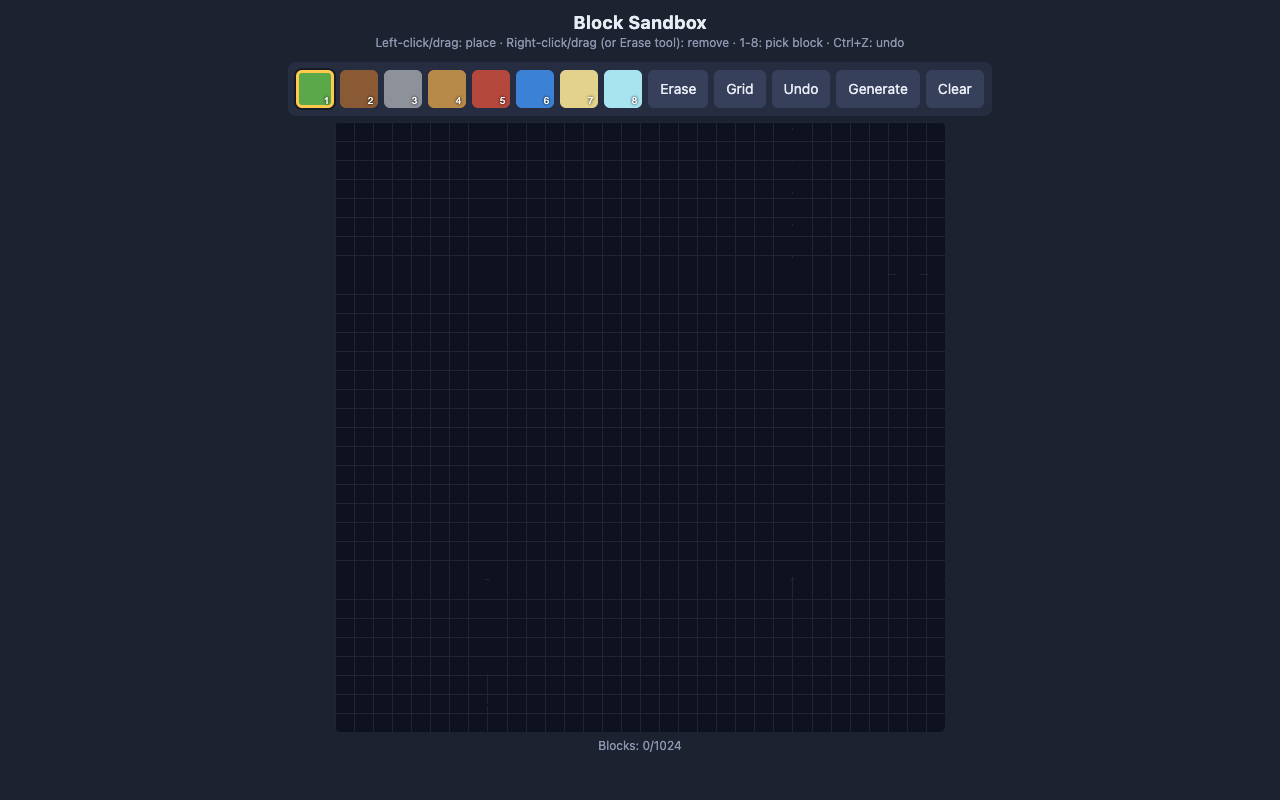 Block Sandbox
Left-click/drag: place · Right-click/drag (or Erase tool): remove · 1-8: pick block · Ctrl+Z: undo
1 2 3 4 5 6 7 8 Erase Grid Undo Generate Clear
Blocks: 0/1024